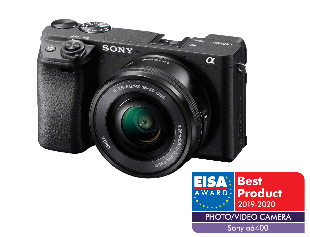 SONY
α
EISA
AWARD
Best
Product
2019-2020
PHOTO/VIDEO CAMERA
Sony α6400